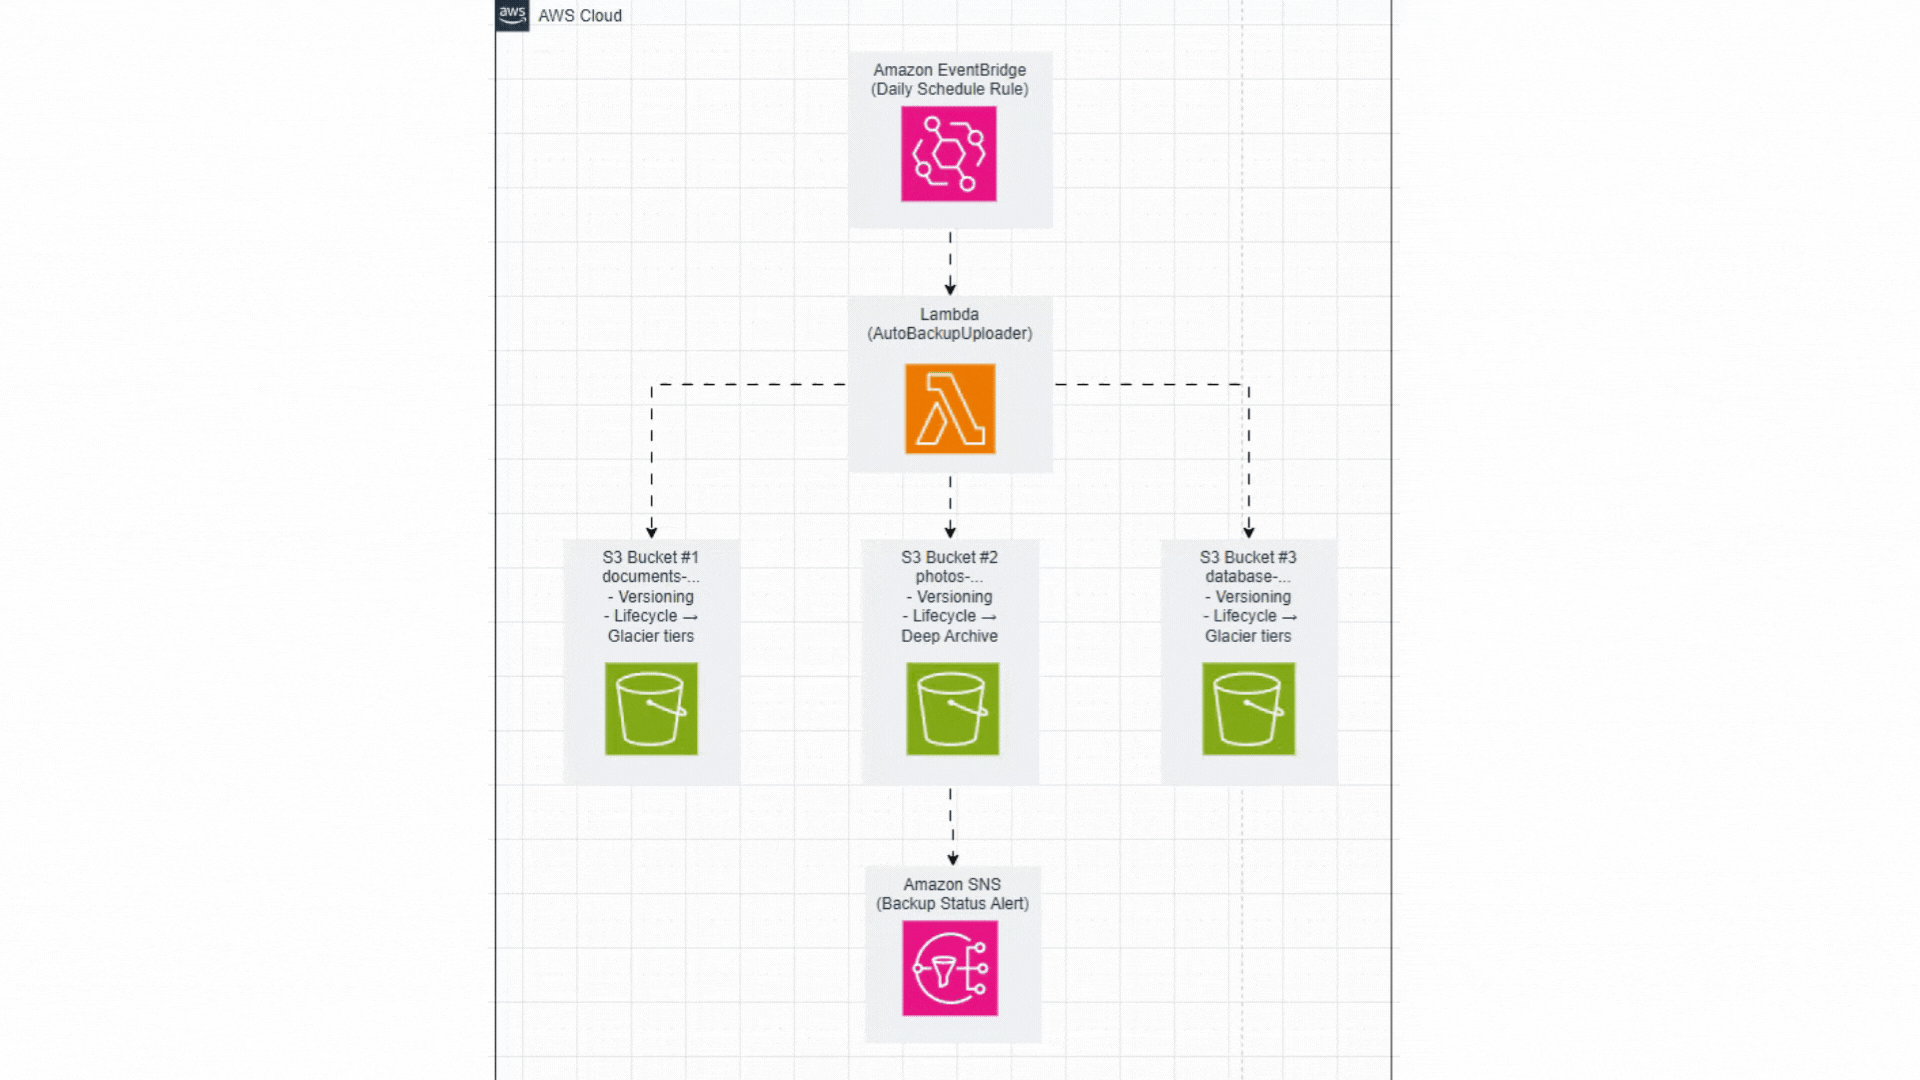 aws
AWS Cloud
Amazon EventBridge
(Daily Schedule Rule)
Lambda
(AutoBackupUploader)
S3 Bucket #1
documents-...
- Versioning
- Lifecycle →
Glacier tiers
S3 Bucket #2
photos-...
- Versioning
- Lifecycle →
Deep Archive
S3 Bucket #3
database-...
- Versioning
- Lifecycle →
Glacier tiers
Amazon SNS
(Backup Status Alert)